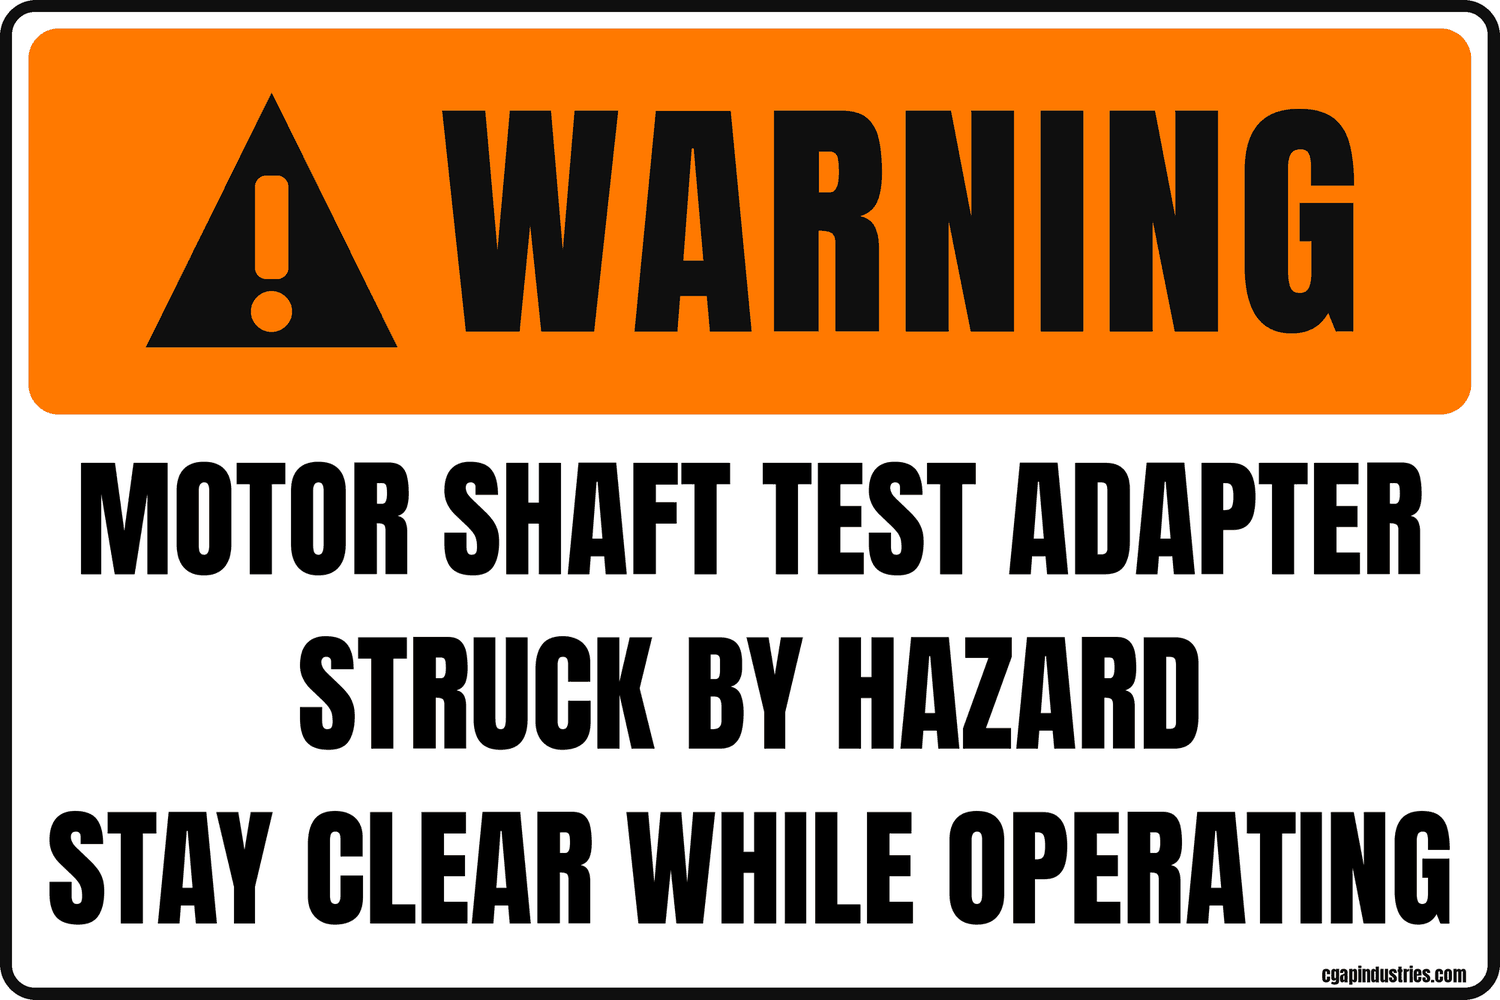 WARNING
MOTOR SHAFT TEST ADAPTER
STRUCK BY HAZARD
STAY CLEAR WHILE OPERATING
cgapindustries.com